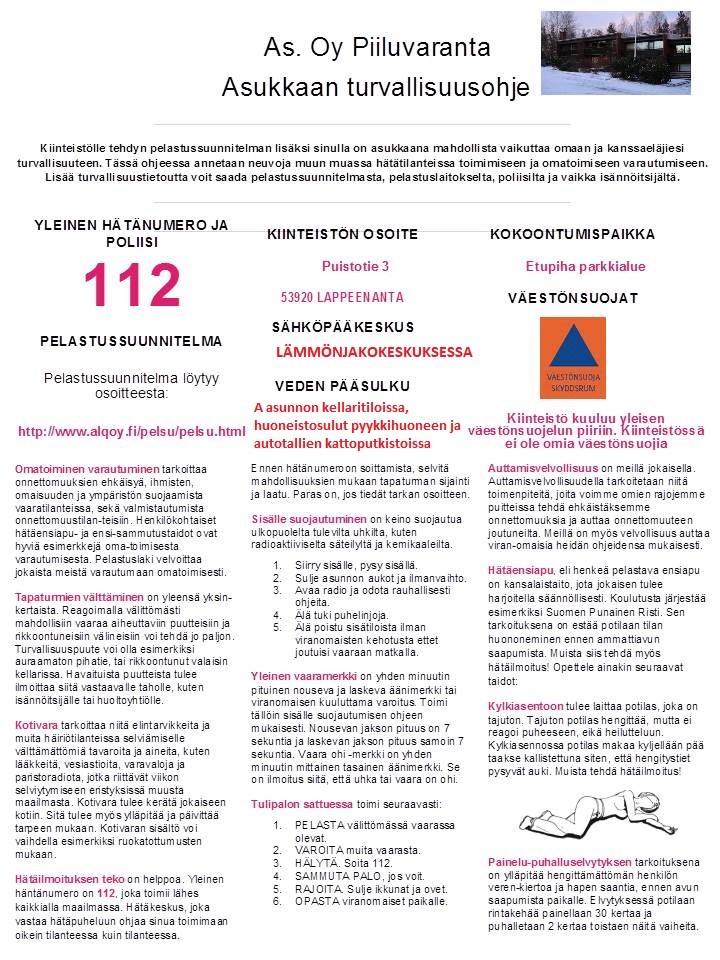 As. Oy Piiluvaranta
Asukkaan turvallisuusohje
Kiinteistölle tehdyn pelastussuunnitelman lisäksi sinulla on asukkaana mahdollista vaikuttaa omaan ja kanssaeläjiesi
turvallisuuteen. Tässä ohjeessa annetaan neuvoja muun muassa hätätilanteissa toimimiseen ja omatoimiseen varautumiseen.
Lisää turvallisuustietoutta voit saada pelastussuunnitelmasta, pelastuslaitokselta, poliisilta ja vaikka isännöitsijältä.
YLEINEN HÄTÄNUMERO JA
POLIISI
112
PELASTUSSUUNNITELMA
Pelastussuunnitelma löytyy
osoitteesta:
http://www.alqoy.fi/pelsu/pelsu.html
Omatoiminen varautuminen tarkoittaa
onnettomuuksien ehkäisyä, ihmisten,
omaisuuden ja ympäristön suojaamista
vaaratilanteissa, sekä valmistautumista
onnettomuustilan-teisiin. Henkilökohtaiset
hätäensiapu- ja ensi-sammutustaidot ovat
hyviä esimerkkejä oma-toimisesta
varautumisesta. Pelastuslaki velvoittaa
jokaista meistä varautumaan omatoimisesti.
Tapaturmien välttäminen on yleensä yksin-
kertaista. Reagoimalla välittömästi
mahdollisiin vaaraa aiheuttaviin puutteisiin ja
rikkoontuneisiin välineisiin voi tehdä jo paljon.
Turvallisuuspuute voi olla esimerkiksi
auraamaton pihatie, tai rikkoontunut valaisin
kellarissa. Havaituista puutteista tulee
ilmoittaa siitä vastaavalle taholle, kuten
isännöitsijälle tai huoltoyhtiölle.
Kotivara tarkoittaa niitä elintarvikkeita ja
muita häiriötilanteissa selviämiselle
välttämättömiä tavaroita ja aineita, kuten
lääkkeitä, vesiastioita, varavaloja ja
paristoradiota, jotka riittävät viikon
selviytymiseen eristyksissä muusta
maailmasta. Kotivara tulee kerätä jokaiseen
kotiin. Sitä tulee myös ylläpitää ja päivittää
tarpeen mukaan. Kotivaran sisältö voi
vaihdella esimerkiksi ruokatottumusten
mukaan.
Hätäilmoituksen teko on helppoa. Yleinen
häntänumero on 112, joka toimii lähes
kaikkialla maailmassa. Hätäkeskus, joka
vastaa hätäpuheluun ohjaa sinua toimimaan
oikein tilanteessa kuin tilanteessa.
KIINTEISTÖN OSOITE
Puistotie 3
53920 LAPPEENANTA
SÄHKÖPÄÄKESKUS
LÄMMÖNJAKOKESKUKSESSA
VEDEN PÄÄSULKU
A asunnon kellaritiloissa,
huoneistosulut pyykkihuoneen ja
autotallien kattoputkistoissa
Ennen hätänumeroon soittamista, selvitä
mahdollisuuksien mukaan tapaturman sijainti
ja laatu. Paras on, jos tiedät tarkan osoitteen.
Sisälle suojautuminen on keino suojautua
ulkopuolelta tulevilta uhkilta, kuten
radioaktiiviselta säteilyltä ja kemikaaleilta.
1. Siirry sisälle, pysy sisällä.
2. Sulje asunnon aukot ja ilmanvaihto.
3. Avaa radio ja odota rauhallisesti
ohjeita.
4. Älä tuki puhelinjoja.
5. Älä poistu sisätiloista ilman
viranomaisten kehotusta ettet
joutuisi vaaraan matkalla.
Yleinen vaaramerkki on yhden minuutin
pituinen nouseva ja laskeva äänimerkki tai
viranomaisen kuuluttama varoitus. Toimi
tällöin sisälle suojautumisen ohjeen
mukaisesti. Nousevan jakson pituus on 7
sekuntia ja laskevan jakson pituus samoin 7
sekuntia. Vaara ohi -merkki on yhden
minuutin mittainen tasainen äänimerkki. Se
on ilmoitus siitä, että uhka tai vaara on ohi.
Tulipalon sattuessa toimi seuraavasti:
1. PELASTA välittömässä vaarassa
olevat.
2. VAROITA muita vaarasta.
3. HÄLYTÄ. Soita 112.
4. SAMMUTA PALO, jos voit.
5. RAJOITA. Sulje ikkunat ja ovet.
6. OPASTA viranomaiset paikalle.
KOKOONTUMISPAIKKA
Etupiha parkkialue
VÄESTÖNSUOJAT
VÄESTÖNSUOJA
SKYDDSRUM
Kiinteistö kuuluu yleisen
väestönsuojelun piiriin. Kiinteistössä
ei ole omia väestönsuojia
Auttamisvelvollisuus on meillä jokaisella.
Auttamisvelvollisuudella tarkoitetaan niitä
toimenpiteitä, joita voimme omien rajojemme
puitteissa tehdä ehkäistäksemme
onnettomuuksia ja auttaa onnettomuuteen
joutuneilta. Meillä on myös velvollisuus auttaa
viran-omaisia heidän ohjeidensa mukaisesti.
Hätäensiapu, eli henkeä pelastava ensiapu
on kansalaistaito, jota jokaisen tulee
harjoitella säännöllisesti. Koulutusta järjestää
esimerkiksi Suomen Punainen Risti. Sen
tarkoituksena on estää potilaan tilan
huononeminen ennen ammattiavun
saapumista. Muista siis tehdä myös
hätäilmoitus! Opettele ainakin seuraavat
taidot:
Kylkiasentoon tulee laittaa potilas, joka on
tajuton. Tajuton potilas hengittää, mutta ei
reagoi puheeseen, eikä heilutteluun.
Kylkiasennossa potilas makaa kyljellään pää
taakse kallistettuna siten, että hengitystiet
pysyvät auki. Muista tehdä hätäilmoitus!
Painelu-puhalluselvytyksen tarkoituksena
on ylläpitää hengittämättömän henkilön
veren-kiertoa ja hapen saantia, ennen avun
saapumista paikalle. Elvytyksessä potilaan
rintakehää painellaan 30 kertaa ja
puhalletaan 2 kertaa toistaen näitä vaiheita.